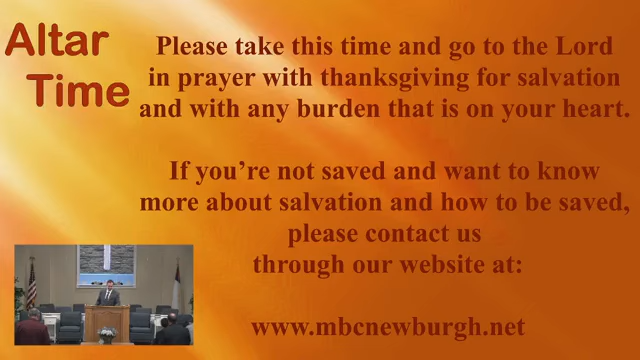 Altar
Time
Please take this time and go to the Lord
in prayer with thanksgiving for salvation
and with any burden that is on your heart.
If you're not saved and want to know
more about salvation and how to be saved,
please contact us
through our website at:
www.mbcnewburgh.net